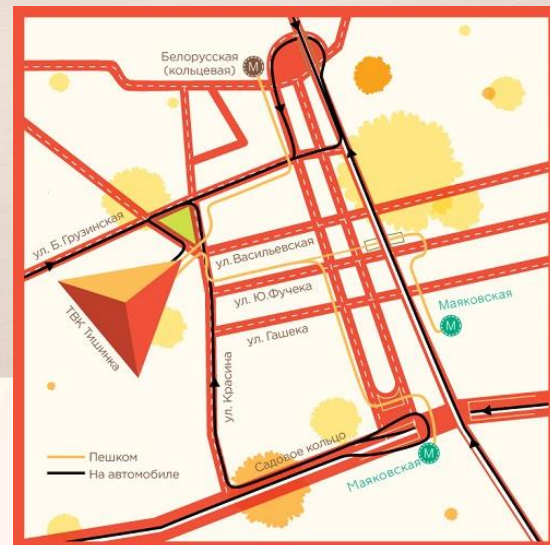 Белорусская
(кольцевая)
М
ул. Б. Грузинская
ул. Васильевская
ул. Ю.Фучека
ул. Гашека
Маяковская
М
ТВК Тишинка
ул. Красина
Садовое кольцо
Маяковская
М
Пешком
На автомобиле